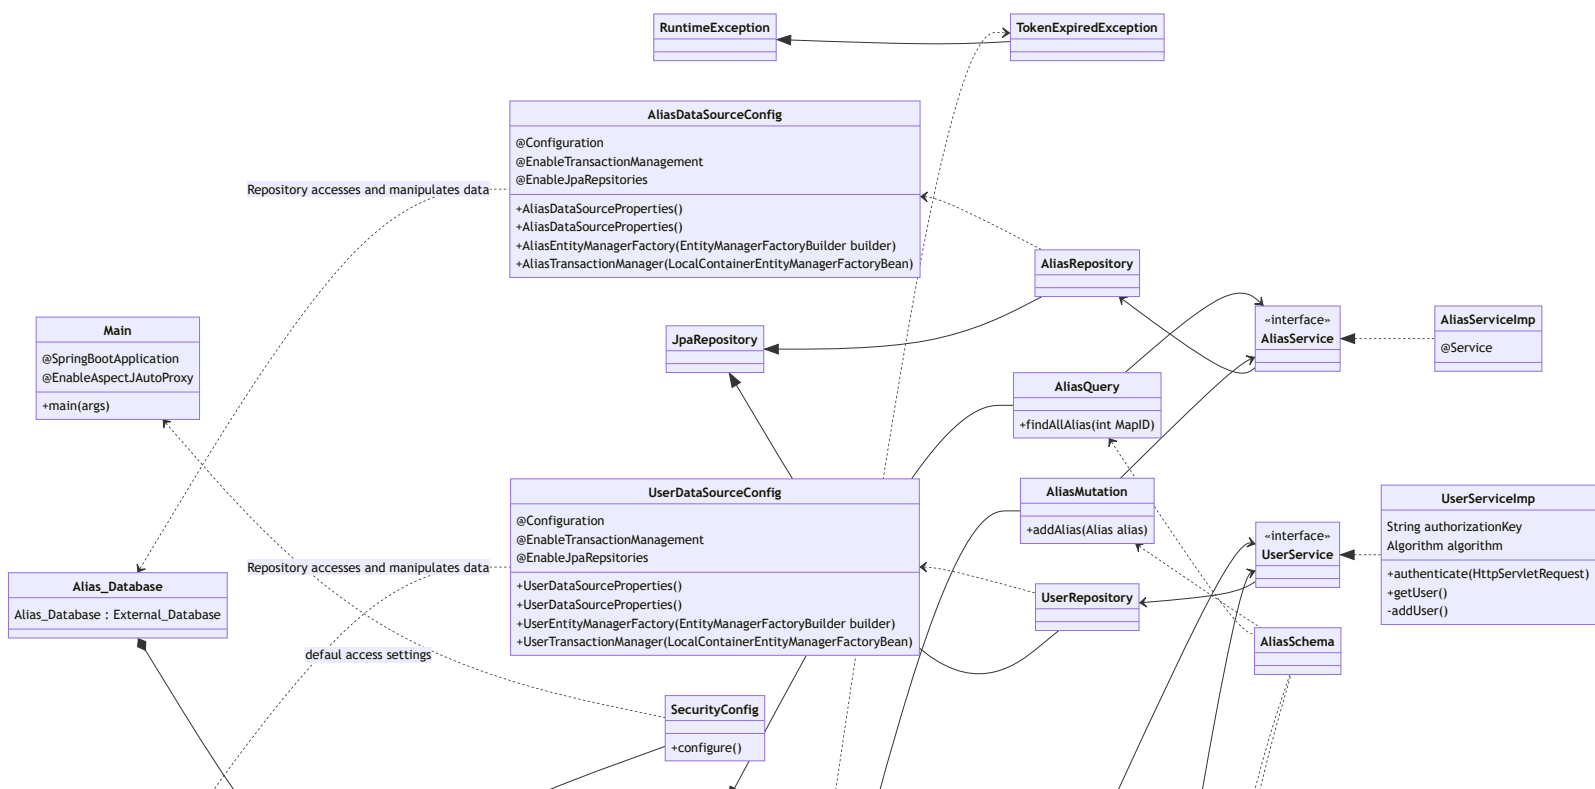 RuntimeException
TokenExpiredException
AliasDataSourceConfig
@Configuration
@EnableTransactionManagement
@EnableJpaRepsitories
+AliasDataSourceProperties()
+AliasDataSourceProperties()
+AliasEntityManagerFactory(EntityManagerFactoryBuilder builder)
+AliasTransactionManager(LocalContainerEntityManagerFactoryBean)
Repository accesses and manipulates data
AliasRepository
Main
@SpringBootApplication
@EnableAspectJAutoProxy
+main(args)
JpaRepository
«interface»
AliasService
AliasServiceImp
@Service
AliasQuery
+findAllAlias(int MapID)
UserDataSourceConfig
@Configuration
@EnableTransactionManagement
@EnableJpaRepsitories
+UserDataSourceProperties()
+UserDataSourceProperties()
+UserEntityManagerFactory(EntityManagerFactoryBuilder builder)
+UserTransactionManager(LocalContainerEntityManagerFactoryBean)
AliasMutation
+addAlias(Alias alias)
«interface»
UserService
UserServiceImp
String authorizationKey
Algorithm algorithm
+authenticate(HttpServletRequest)
+getUser()
-addUser()
Repository accesses and manipulates data
Alias_Database
Alias_Database : External_Database
UserRepository
AliasSchema
defaul access settings
SecurityConfig
+configure()